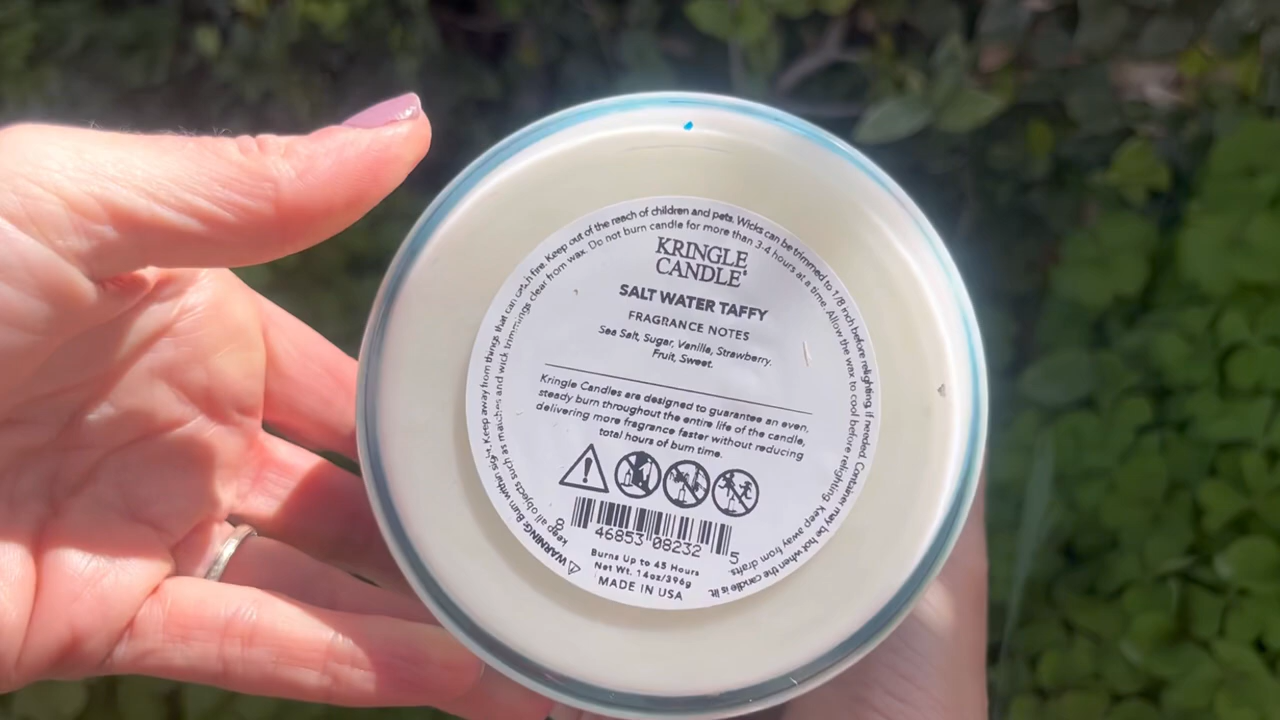 KRINGLE
CANDLE
SALT WATER TAFFY
FRAGRANCE NOTES
Sea Salt, Sugar, Vanilla, Strawberry,
Fruit, Sweet.
Kringle Candles are designed to guarantee an even,
steady burn throughout the entire life of the candle,
delivering more fragrance faster without reducing
total hours of burn time.
0 46853 08232 5
Burns Up to 45 Hours
Net Wt. 14oz/396g
MADE IN USA
WARNING: Burn within sight. Keep away from things that can catch fire. Keep out of the reach of children and pets. Wicks can be trimmed to 1/8 inch before relighting if needed. Container may be hot when the candle is lit.
Keep all objects such as matches and wick trimmings clear from wax. Do not burn candle for more than 3-4 hours at a time. Allow the wax to cool before relighting. Keep away from drafts.